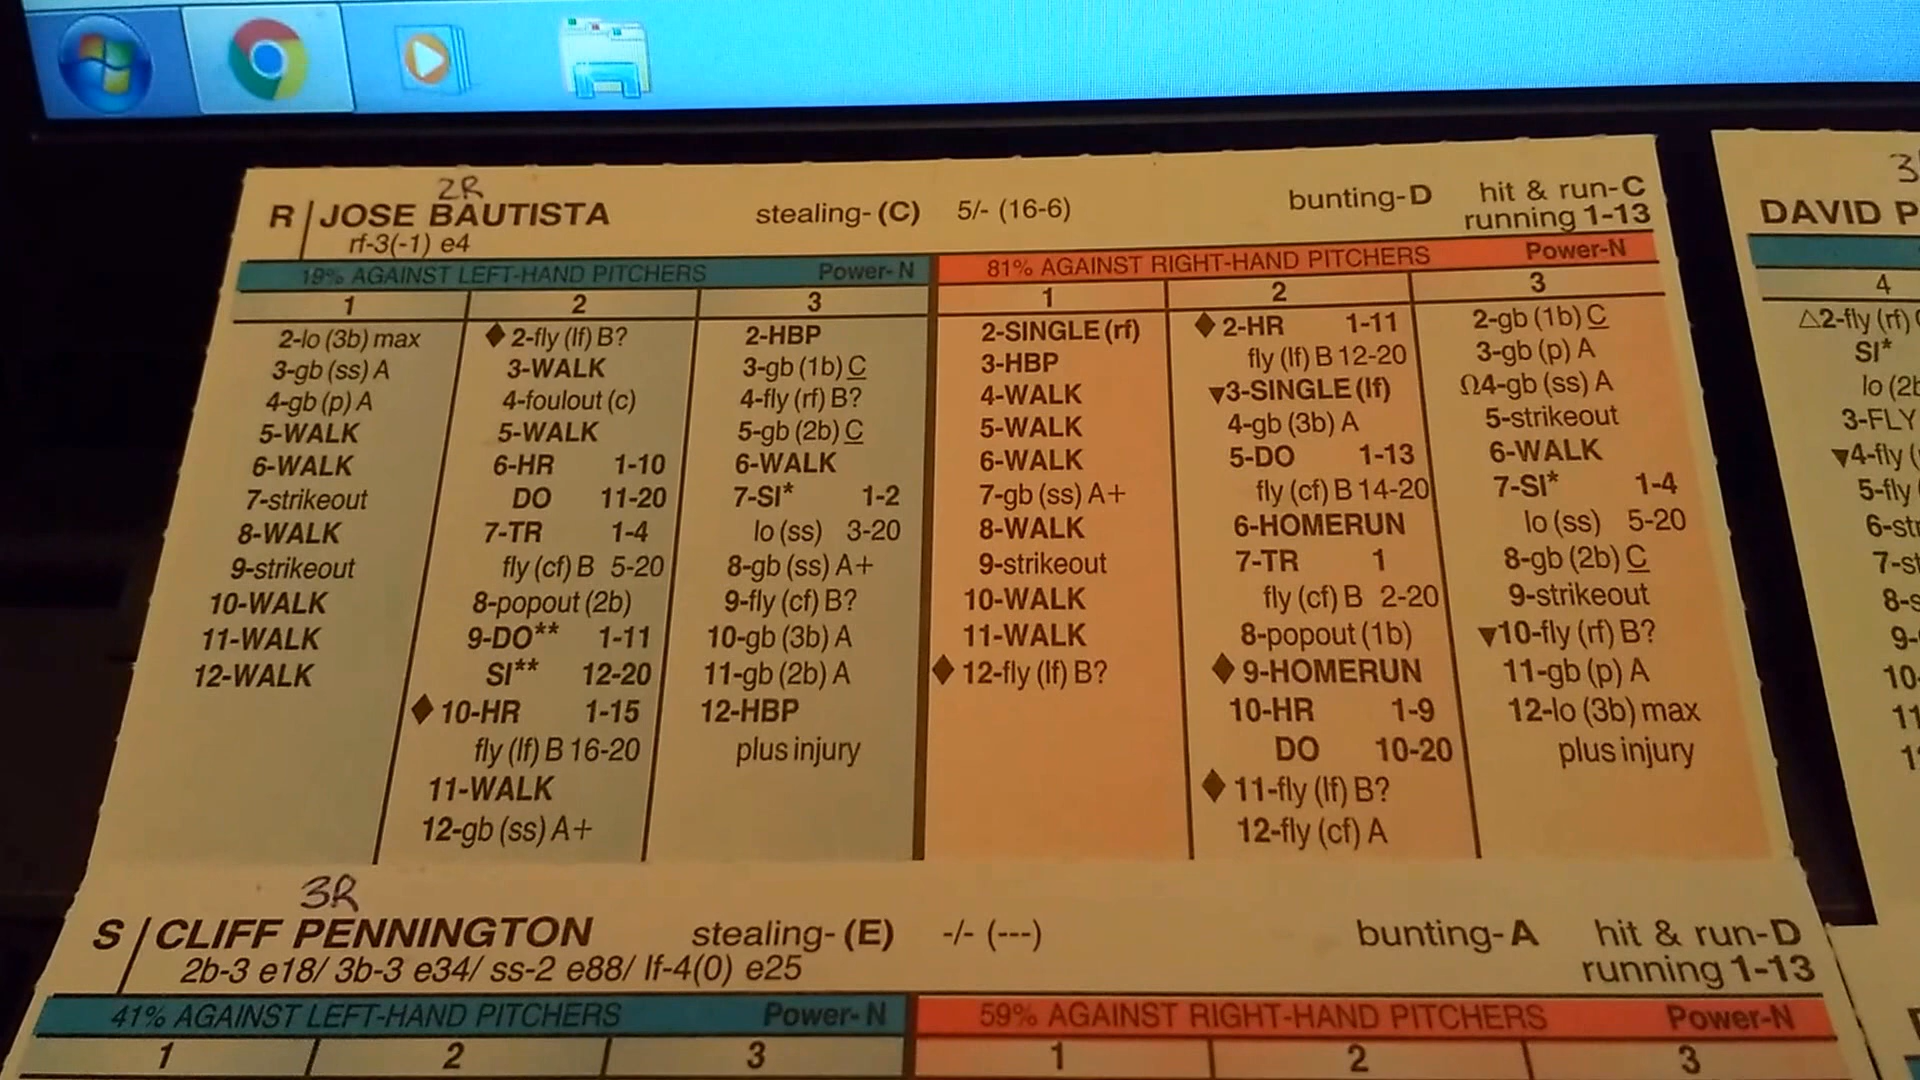 2R
R JOSE BAUTISTA stealing-(C) 5/- (16-6) bunting-D hit & run-C
rf-3(-1) e4 running 1-13
19% AGAINST LEFT-HAND PITCHERS Power-N
1 2 3
2-lo (3b) max
3-gb (ss) A
4-gb (p) A
5-WALK
6-WALK
7-strikeout
8-WALK
9-strikeout
10-WALK
11-WALK
12-WALK
♦2-fly (lf) B?
3-WALK
4-foulout (c)
5-WALK
6-HR 1-10
DO 11-20
7-TR 1-4
fly (cf) B 5-20
8-popout (2b)
9-DO** 1-11
SI** 12-20
♦10-HR 1-15
fly (lf) B 16-20
11-WALK
12-gb (ss) A+
2-HBP
3-gb (1b) C
4-fly (rf) B?
5-gb (2b) C
6-WALK
7-SI* 1-2
lo (ss) 3-20
8-gb (ss) A+
9-fly (cf) B?
10-gb (3b) A
11-gb (2b) A
12-HBP
plus injury
81% AGAINST RIGHT-HAND PITCHERS Power-N
1 2 3
2-SINGLE (rf)
3-HBP
4-WALK
5-WALK
6-WALK
7-gb (ss) A+
8-WALK
9-strikeout
10-WALK
11-WALK
♦12-fly (lf) B?
♦2-HR 1-11
fly (lf) B 12-20
▼3-SINGLE (lf)
4-gb (3b) A
5-DO 1-13
fly (cf) B 14-20
6-HOMERUN
7-TR 1
fly (cf) B 2-20
8-popout (1b)
♦9-HOMERUN
10-HR 1-9
DO 10-20
♦11-fly (lf) B?
12-fly (cf) A
2-gb (1b) C
3-gb (p) A
Ω4-gb (ss) A
5-strikeout
6-WALK
7-SI* 1-4
lo (ss) 5-20
8-gb (2b) C
9-strikeout
▼10-fly (rf) B?
11-gb (p) A
12-lo (3b) max
plus injury
3R
S CLIFF PENNINGTON stealing-(E) -/- (---) bunting-A hit & run-D
2b-3 e18/ 3b-3 e34/ ss-2 e88/ lf-4(0) e25 running 1-13
41% AGAINST LEFT-HAND PITCHERS Power-N
1 2 3
59% AGAINST RIGHT-HAND PITCHERS Power-N
1 2 3
DAVID
4
△2-fly (rf)
SI*
3-FLY
▼4-fly
5-fly